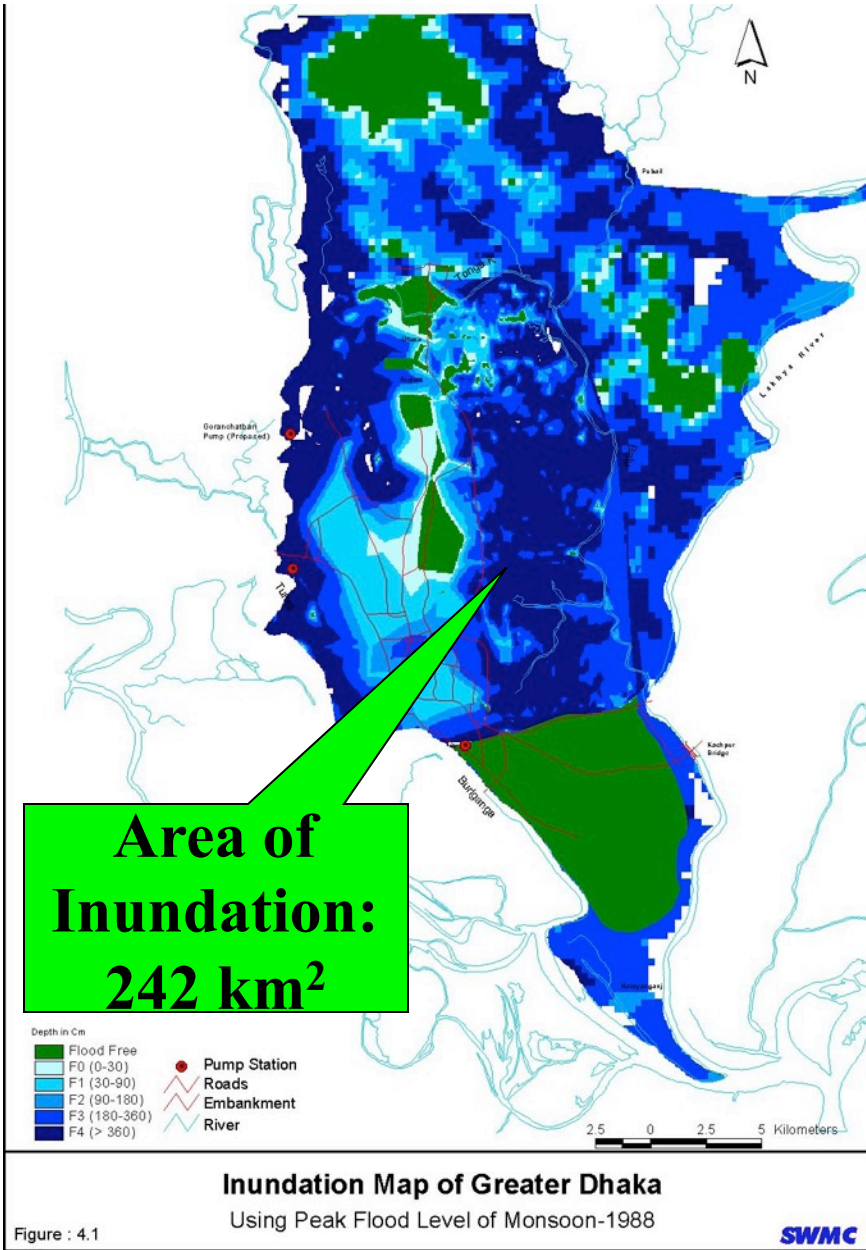 N
Pubail
Tongi K
Lakhya River
Goranchatbari
Pump (Proposed)
Kachpur
Bridge
Buriganga
Area of
Inundation:
242 km²
Narayanganj
Depth in Cm
Flood Free
F0 (0-30)
F1 (30-90)
F2 (90-180)
F3 (180-360)
F4 (> 360)
Pump Station
Roads
Embankment
River
2.5 0 2.5 5 Kilometers
Inundation Map of Greater Dhaka
Using Peak Flood Level of Monsoon-1988
Figure : 4.1
SWMC